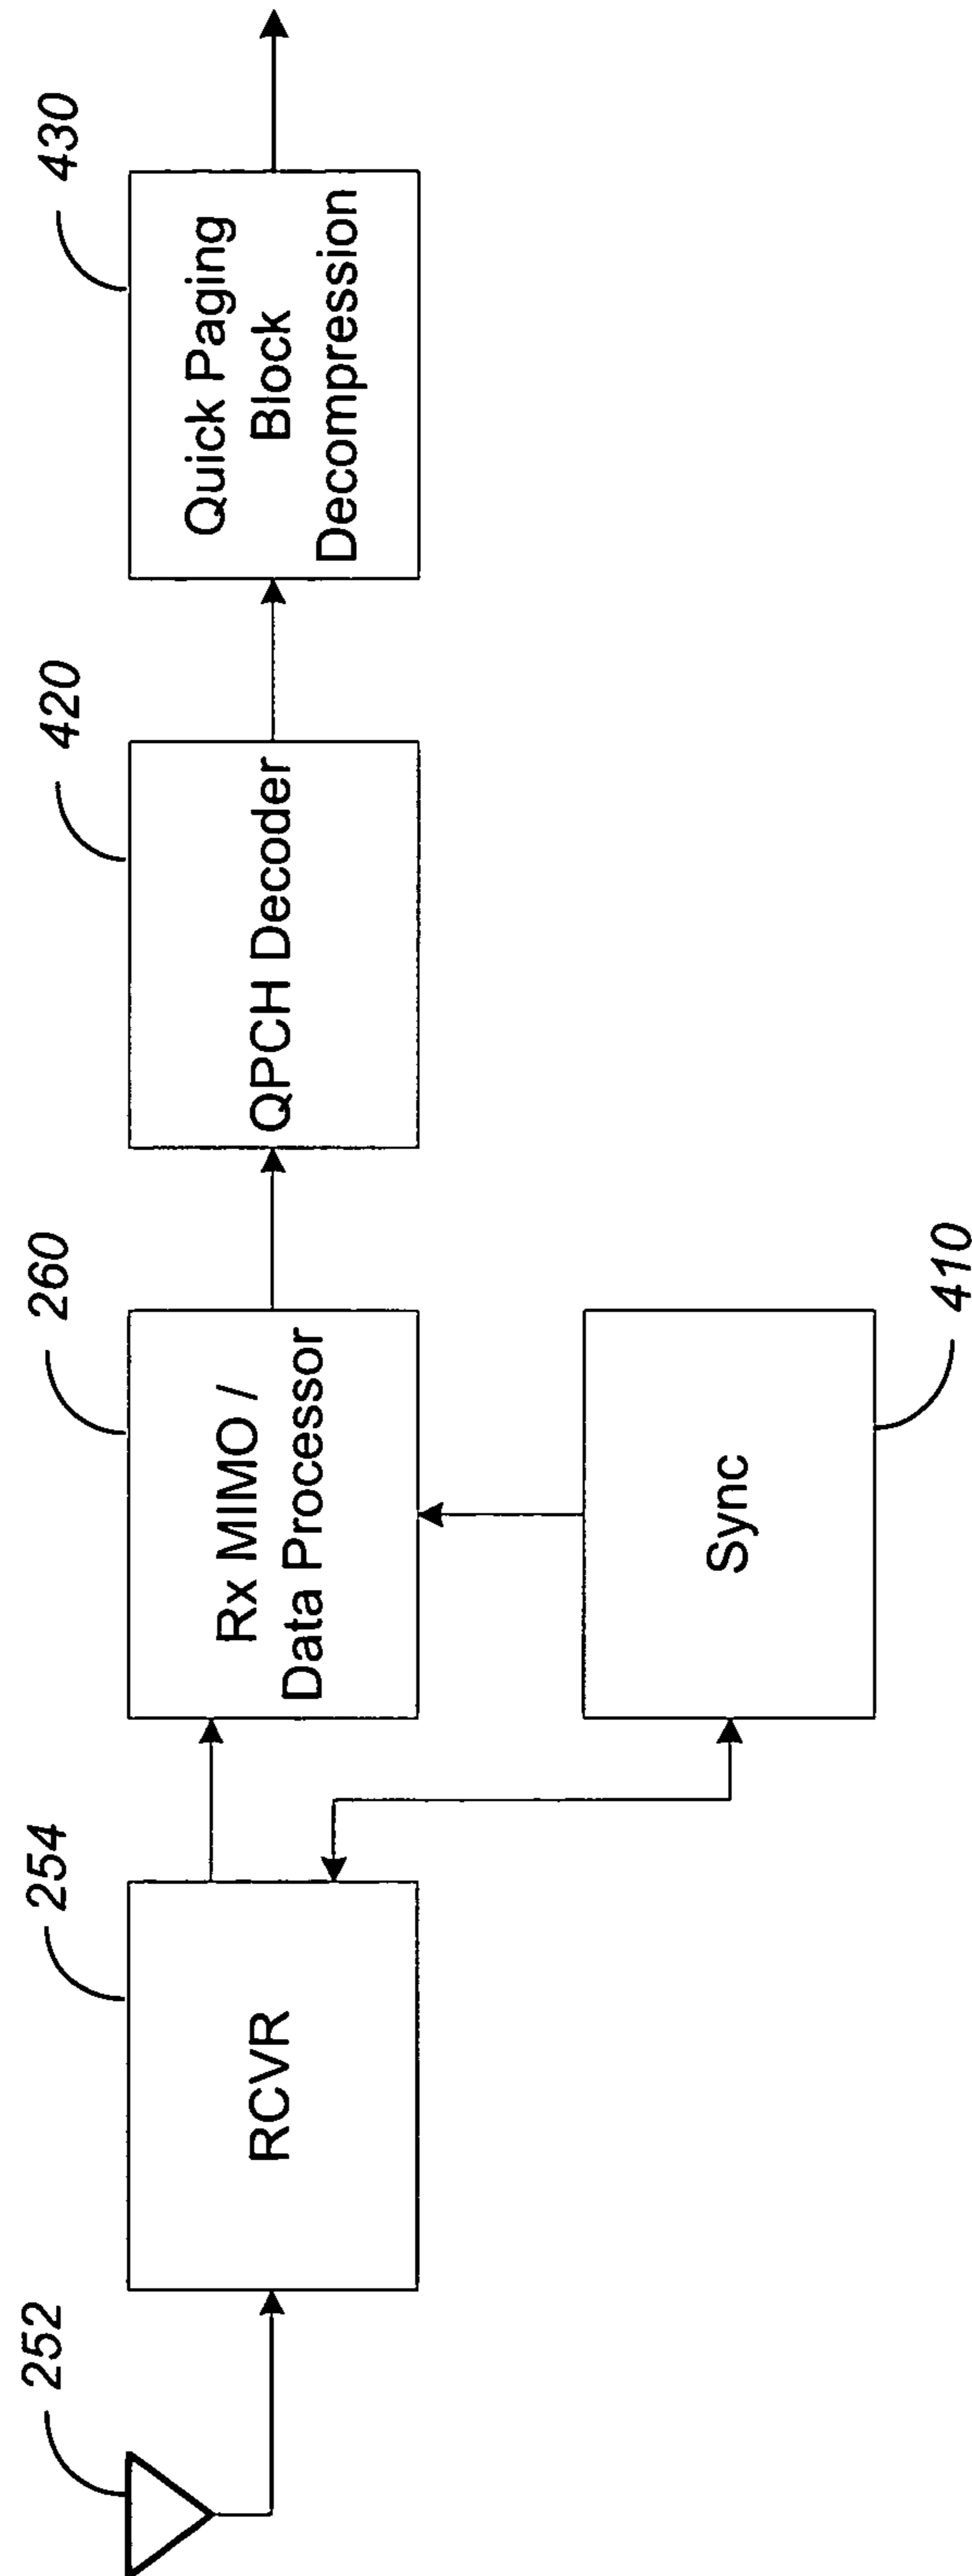 252
254
RCVR
260
Rx MIMO /
Data Processor
Sync
410
420
QPCH Decoder
430
Quick Paging
Block
Decompression